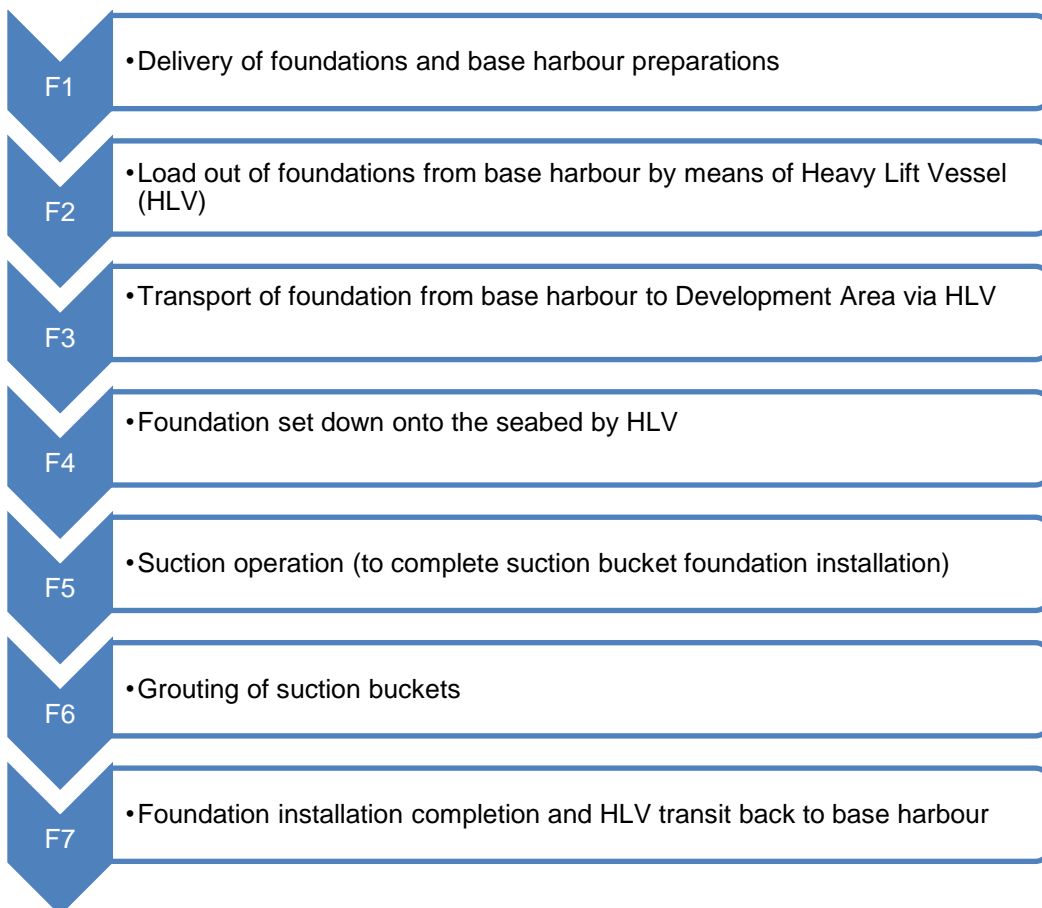 F1
•Delivery of foundations and base harbour preparations
F2
•Load out of foundations from base harbour by means of Heavy Lift Vessel
(HLV)
F3
•Transport of foundation from base harbour to Development Area via HLV
F4
•Foundation set down onto the seabed by HLV
F5
•Suction operation (to complete suction bucket foundation installation)
F6
•Grouting of suction buckets
F7
•Foundation installation completion and HLV transit back to base harbour